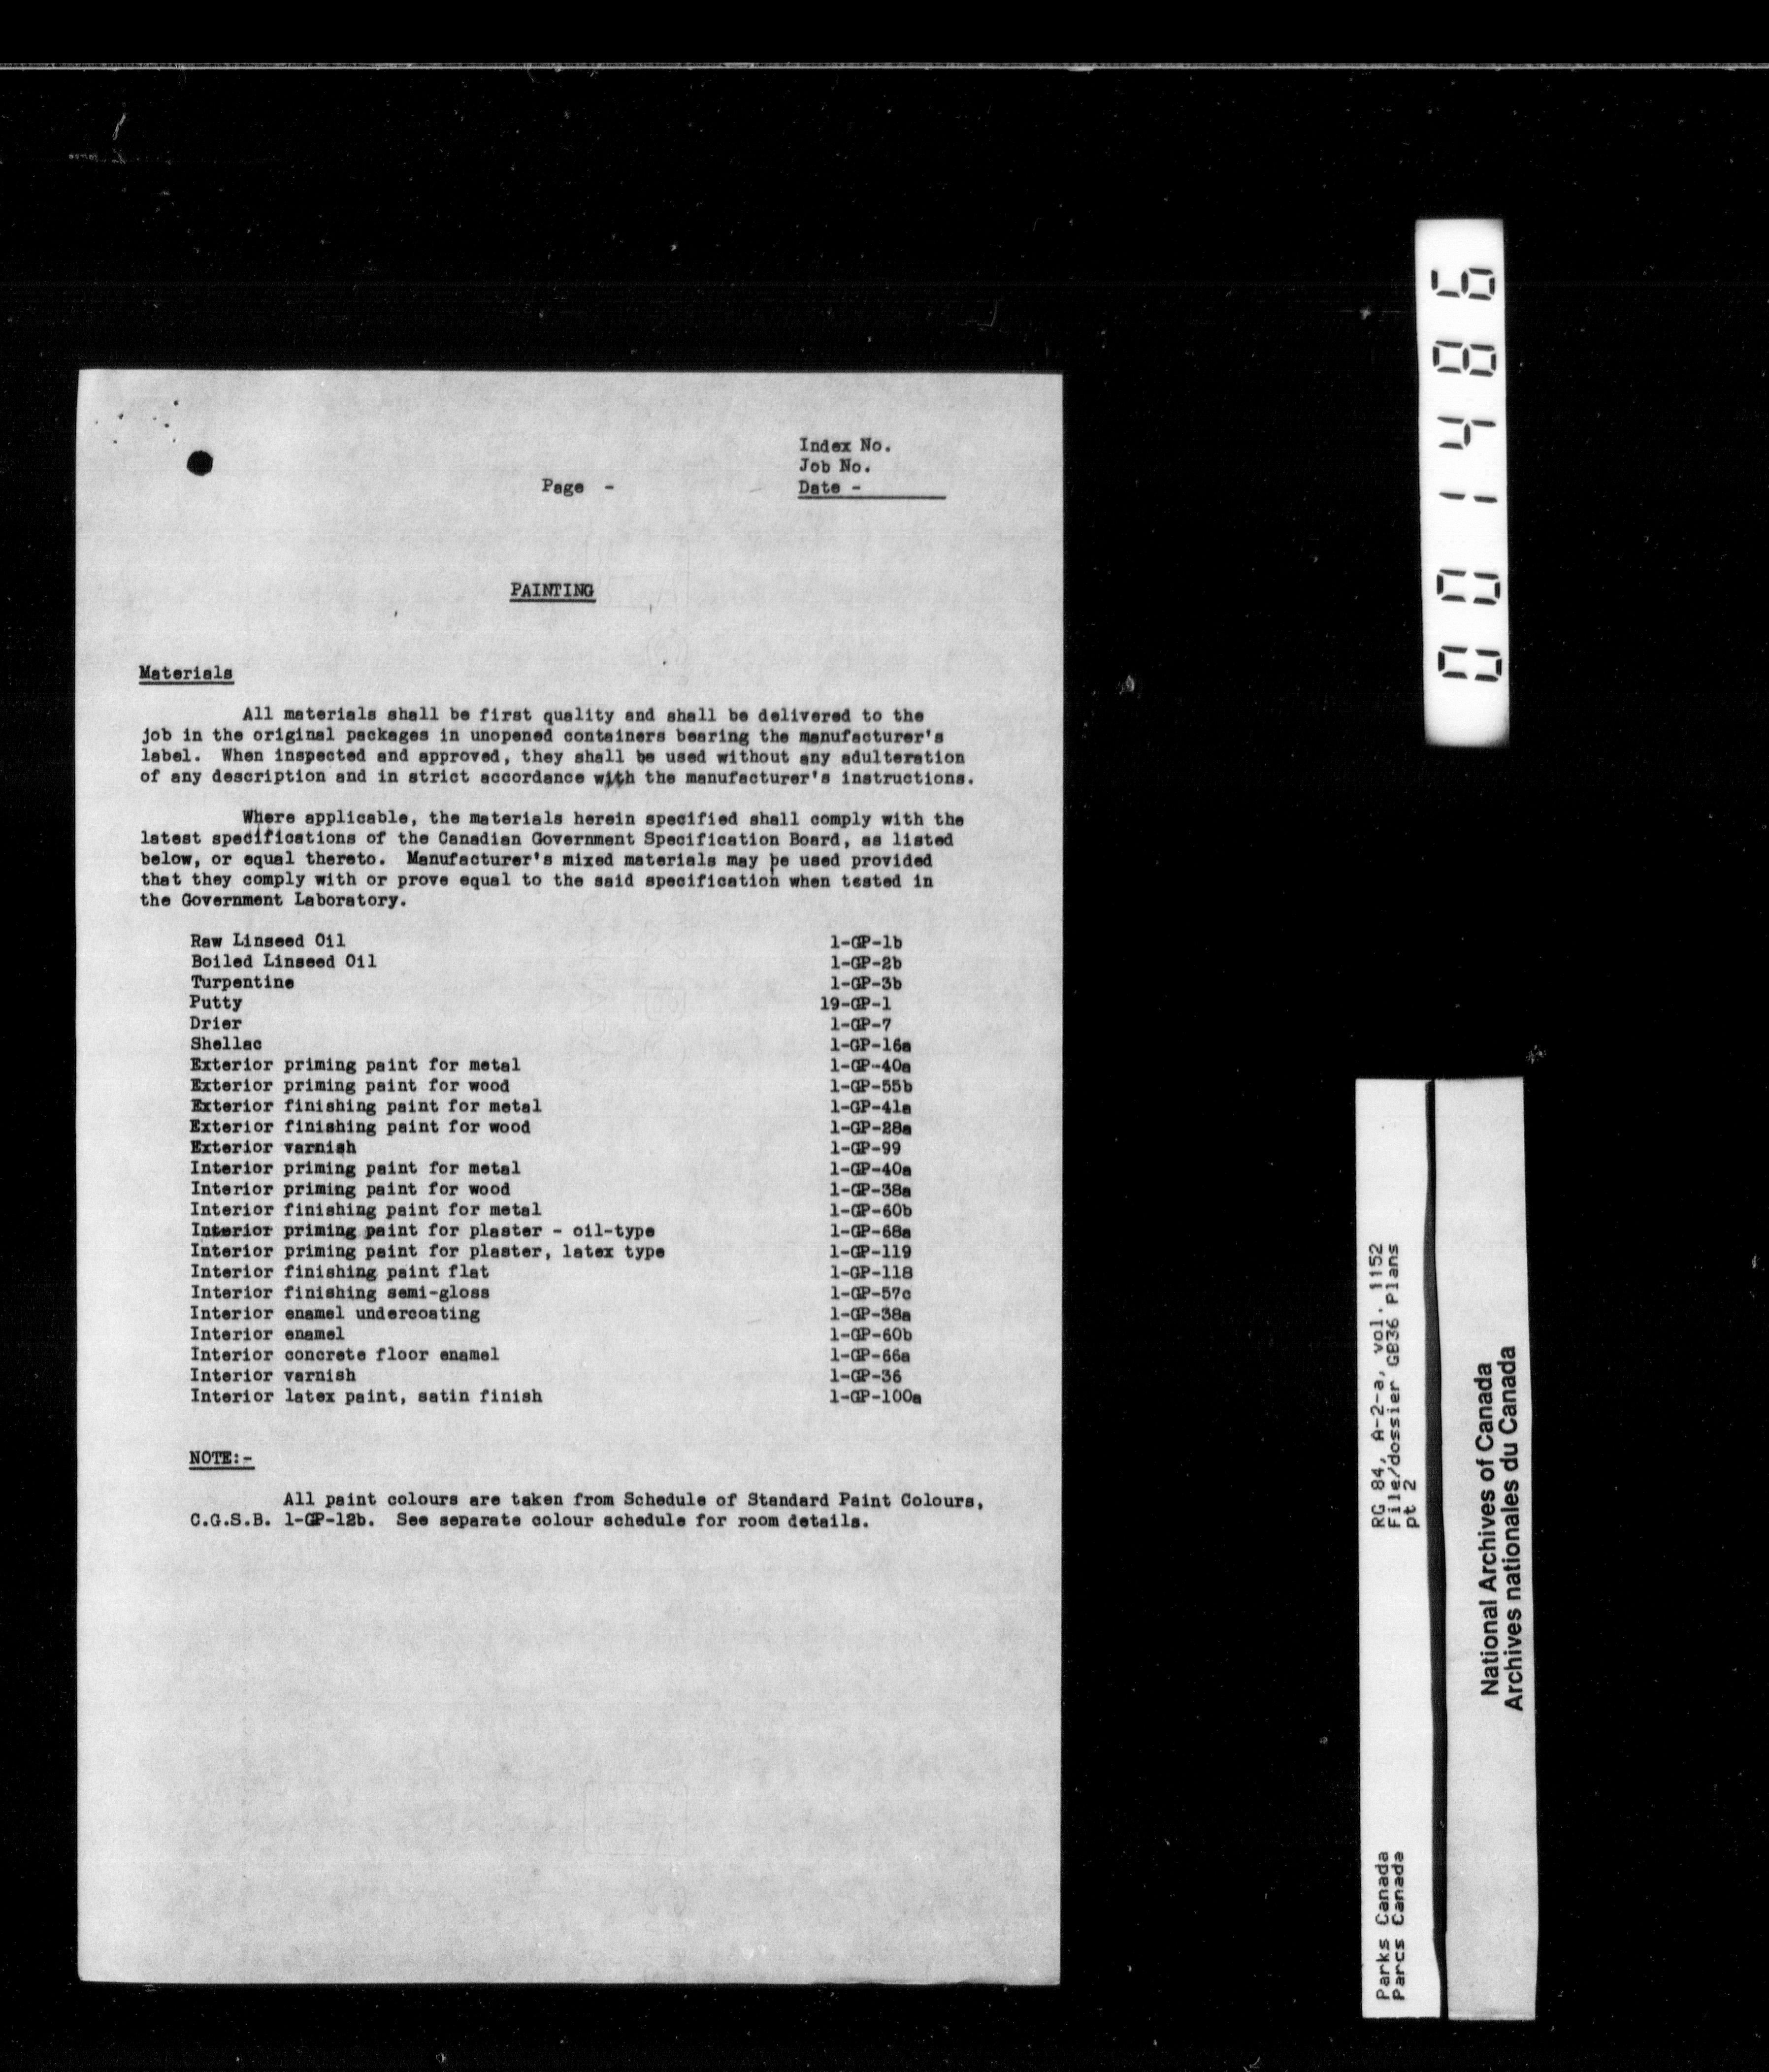 Index No.
Job No.
Page - Date -
PAINTING
Materials
All materials shall be first quality and shall be delivered to the
job in the original packages in unopened containers bearing the manufacturer's
label. When inspected and approved, they shall be used without any adulteration
of any description and in strict accordance with the manufacturer's instructions.
Where applicable, the materials herein specified shall comply with the
latest specifications of the Canadian Government Specification Board, as listed
below, or equal thereto. Manufacturer's mixed materials may be used provided
that they comply with or prove equal to the said specification when tested in
the Government Laboratory.
Raw Linseed Oil 1-GP-1b
Boiled Linseed Oil 1-GP-2b
Turpentine 1-GP-3b
Putty 19-GP-1
Drier 1-GP-7
Shellac 1-GP-16a
Exterior priming paint for metal 1-GP-40a
Exterior priming paint for wood 1-GP-55b
Exterior finishing paint for metal 1-GP-41a
Exterior finishing paint for wood 1-GP-28a
Exterior varnish 1-GP-99
Interior priming paint for metal 1-GP-40a
Interior priming paint for wood 1-GP-38a
Interior finishing paint for metal 1-GP-60b
Interior priming paint for plaster - oil-type 1-GP-68a
Interior priming paint for plaster, latex type 1-GP-119
Interior finishing paint flat 1-GP-118
Interior finishing semi-gloss 1-GP-57c
Interior enamel undercoating 1-GP-38a
Interior enamel 1-GP-60b
Interior concrete floor enamel 1-GP-66a
Interior varnish 1-GP-36
Interior latex paint, satin finish 1-GP-100a
NOTE:-
All paint colours are taken from Schedule of Standard Paint Colours,
C.G.S.B. 1-GP-12b. See separate colour schedule for room details.
001486
RG 84, A-2-a, vol. 1152
File/dossier GB36 Plans
pt 2
Parks Canada
Parcs Canada
National Archives of Canada
Archives nationales du Canada